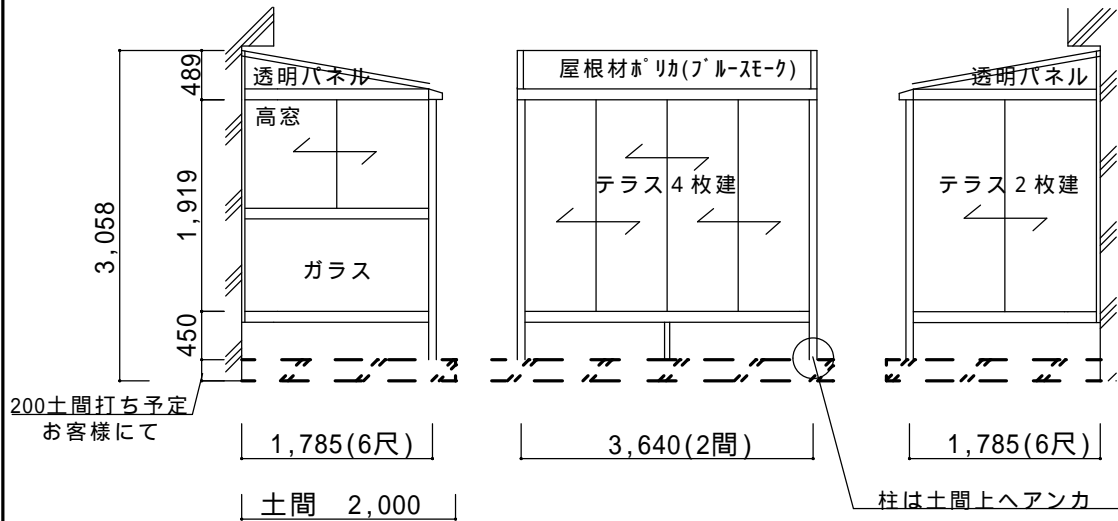 489
透明パネル
高窓
1,919
3,058
ガラス
450
200土間打ち予定
お客様にて
1,785(6尺)
土間 2,000
屋根材ﾎﾟﾘｶ(ﾌﾞﾙｰｽﾓｰｸ)
テラス4枚建
3,640(2間)
透明パネル
テラス2枚建
1,785(6尺)
柱は土間上へアンカ